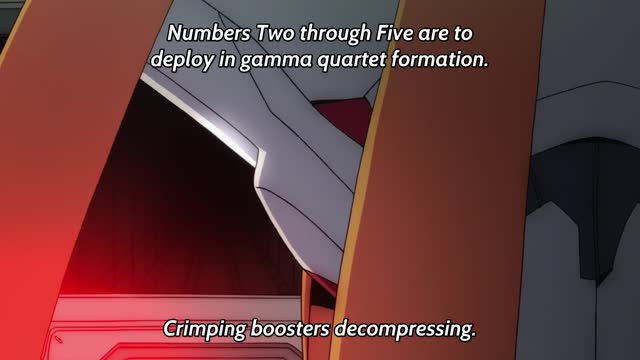 Numbers Two through Five are to
deploy in gamma quartet formation.
Crimping boosters decompressing.